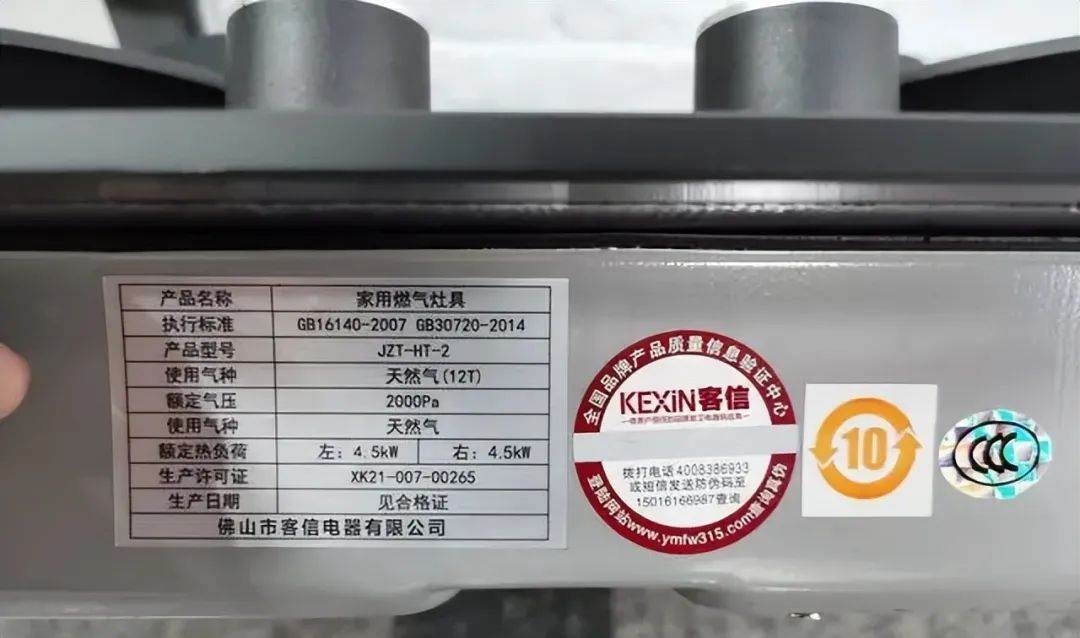 产品名称 家用燃气灶具
执行标准 GB16140-2007 GB30720-2014
产品型号 JZT-HT-2
使用气种 天然气(12T)
额定气压 2000Pa
使用气种 天然气
额定热负荷 左: 4.5kW 右: 4.5kW
生产许可证 XK21-007-00265
生产日期 见合格证
佛山市客信电器有限公司
全国品牌产品质量信息验证中心
KEXiN客信
拨打电话4008386933
或短信发送防伪码至
15016166987查询
登陆网站www.ymfw315.com查询真伪
10
CCC